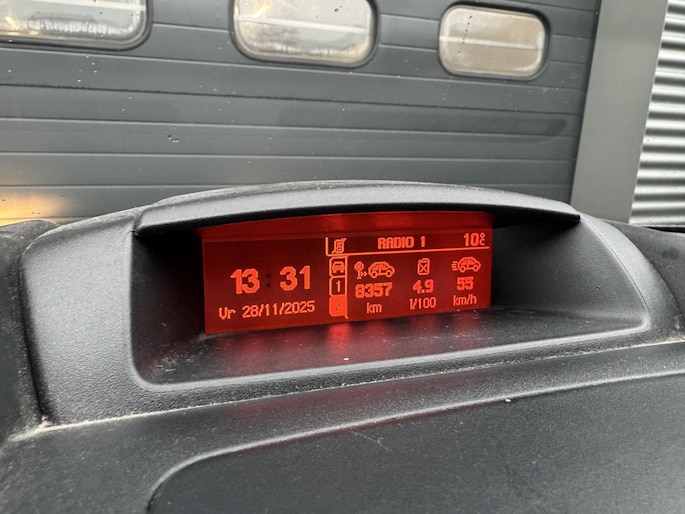 RADIO 1 10°C
13:31
Vr 28/11/2025
1
8357 4.9 55
km l/100 km/h